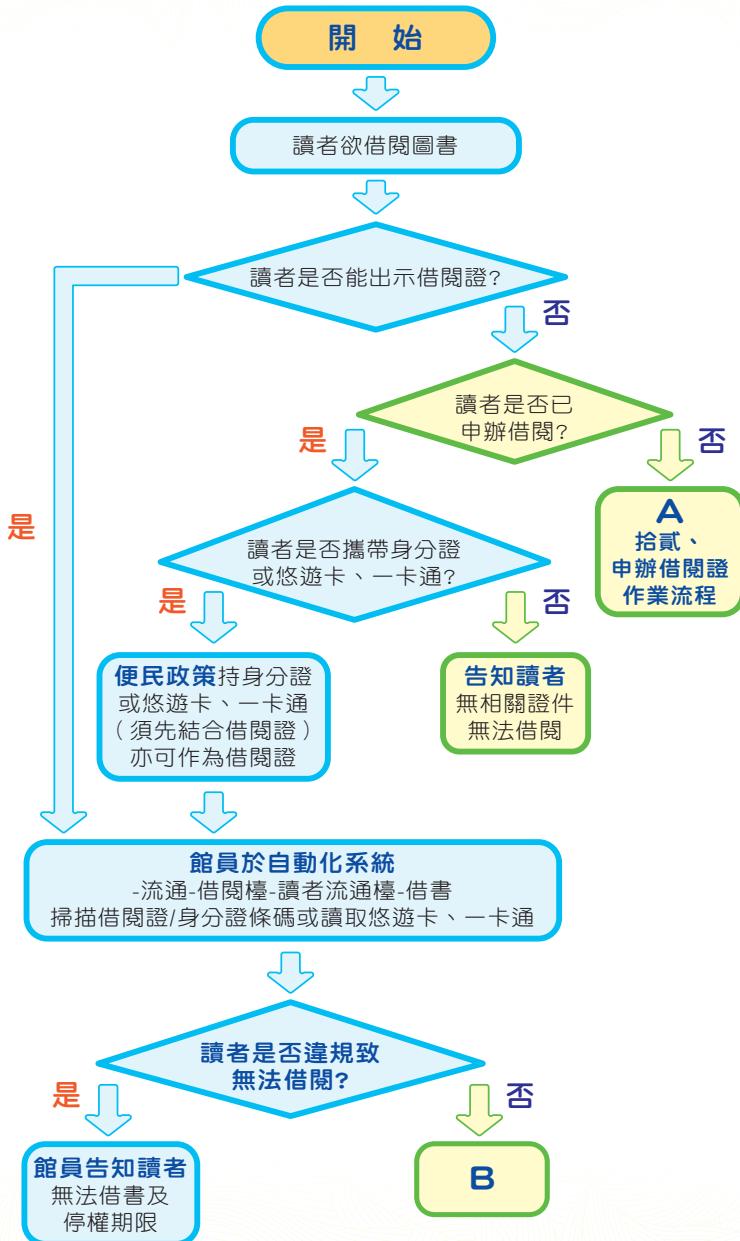 開 始
讀者欲借閱圖書
讀者是否能出示借閱證?
否
讀者是否已
申辦借閱?
是
否
是
A
拾貳、
申辦借閱證
作業流程
讀者是否攜帶身分證
或悠遊卡、一卡通?
是
否
便民政策持身分證
或悠遊卡、一卡通
（須先結合借閱證）
亦可作為借閱證
告知讀者
無相關證件
無法借閱
館員於自動化系統
-流通-借閱檯-讀者流通檯-借書
掃描借閱證/身分證條碼或讀取悠遊卡、一卡通
讀者是否違規致
無法借閱?
是
否
館員告知讀者
無法借書及
停權期限
B